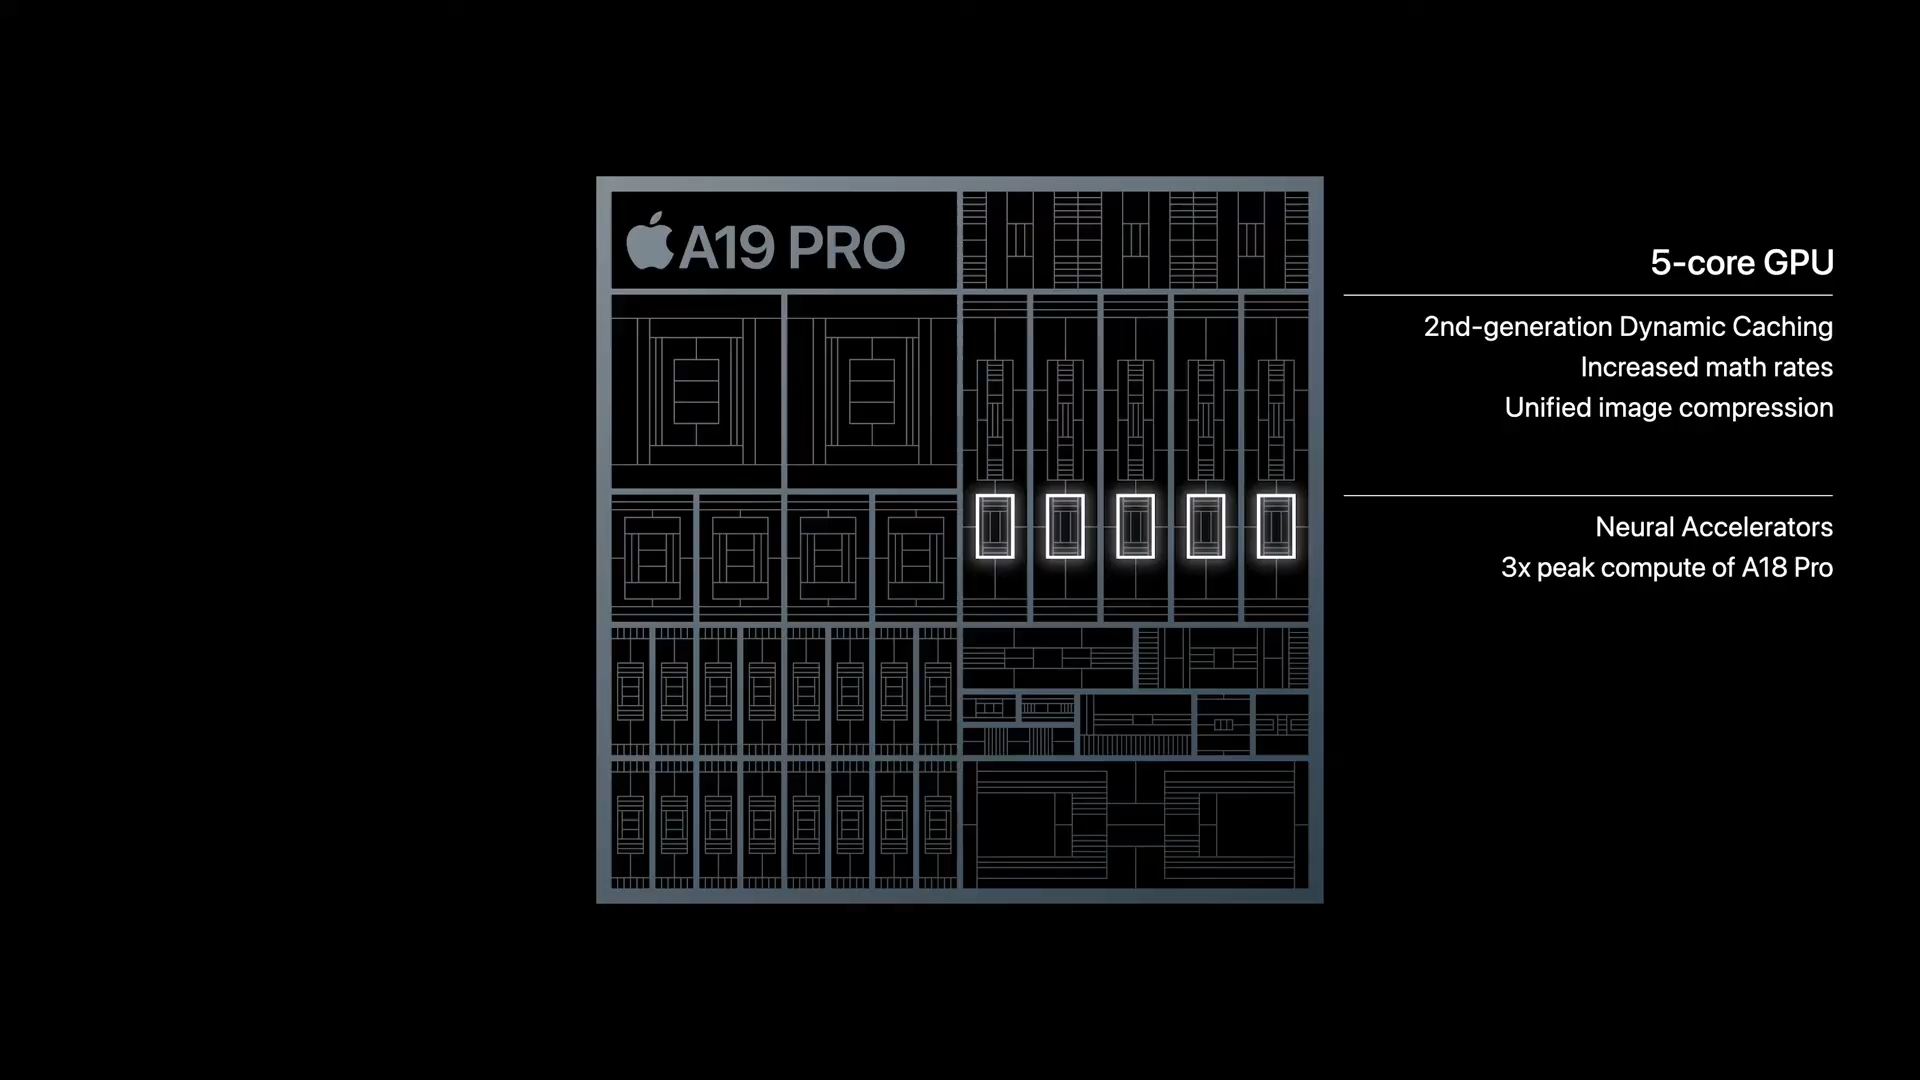 A19 PRO
5-core GPU
2nd-generation Dynamic Caching
Increased math rates
Unified image compression
Neural Accelerators
3x peak compute of A18 Pro